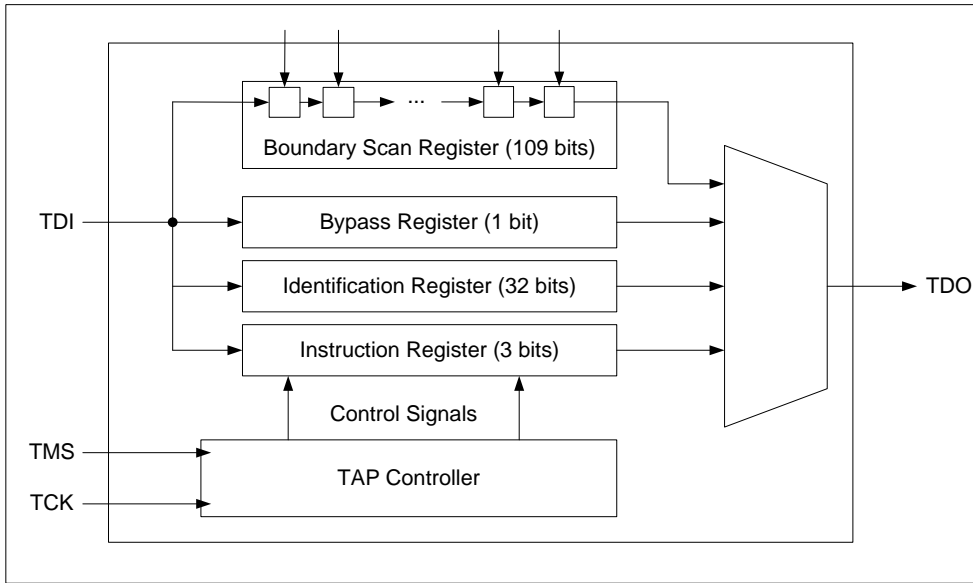 ...
Boundary Scan Register (109 bits)
TDI
Bypass Register (1 bit)
Identification Register (32 bits)
TDO
Instruction Register (3 bits)
Control Signals
TMS
TAP Controller
TCK